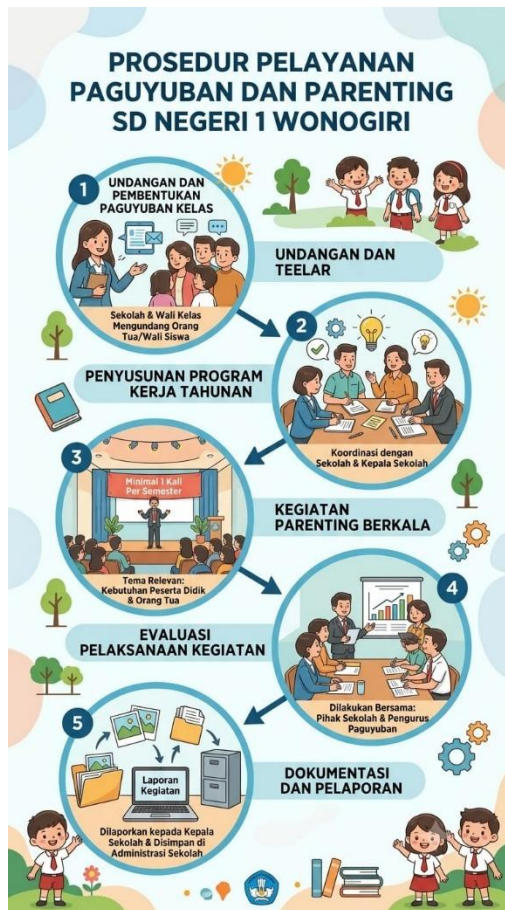 PROSEDUR PELAYANAN
PAGUYUBAN DAN PARENTING
SD NEGERI 1 WONOGIRI
1
UNDANGAN DAN
PEMBENTUKAN
PAGUYUBAN KELAS
Sekolah & Wali Kelas
Mengundang Orang
Tua/Wali Siswa
UNDANGAN DAN
TEELAR
2
PENYUSUNAN PROGRAM
KERJA TAHUNAN
Koordinasi dengan
Sekolah & Kepala Sekoiah
3
Minimal 1 Kali
Per Semester
Tema Relevan:
Kebutuhan Peserta Didik
& Orang Tua
KEGIATAN
PARENTING BERKALA
4
EVALUASI
PELAKSANAAN KEGIATAN
Dilakukan Bersama:
Pihak Sekolah & Pengurus
Paguyuban
5
Laporan
Kegiatan
Dilaporkan kepada Kepala
Sekolah & Disimpan di
Administrasi Sekolah
DOKUMENTASI
DAN PELAPORAN